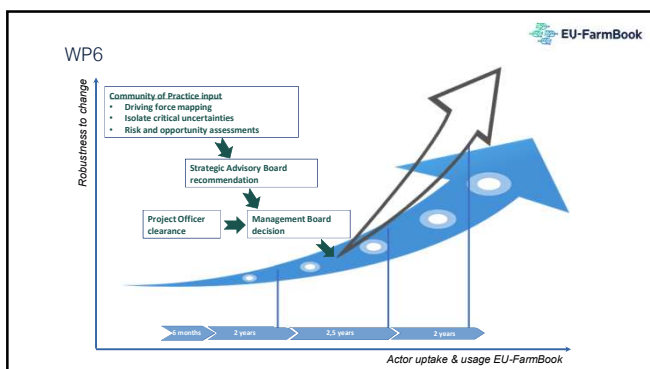 EU-FarmBook
WP6
Robustness to change
Community of Practice input
• Driving force mapping
• Isolate critical uncertainties
• Risk and opportunity assessments
Strategic Advisory Board
recommendation
Project Officer
clearance
Management Board
decision
6 months
2 years
2,5 years
2 years
Actor uptake & usage EU-FarmBook